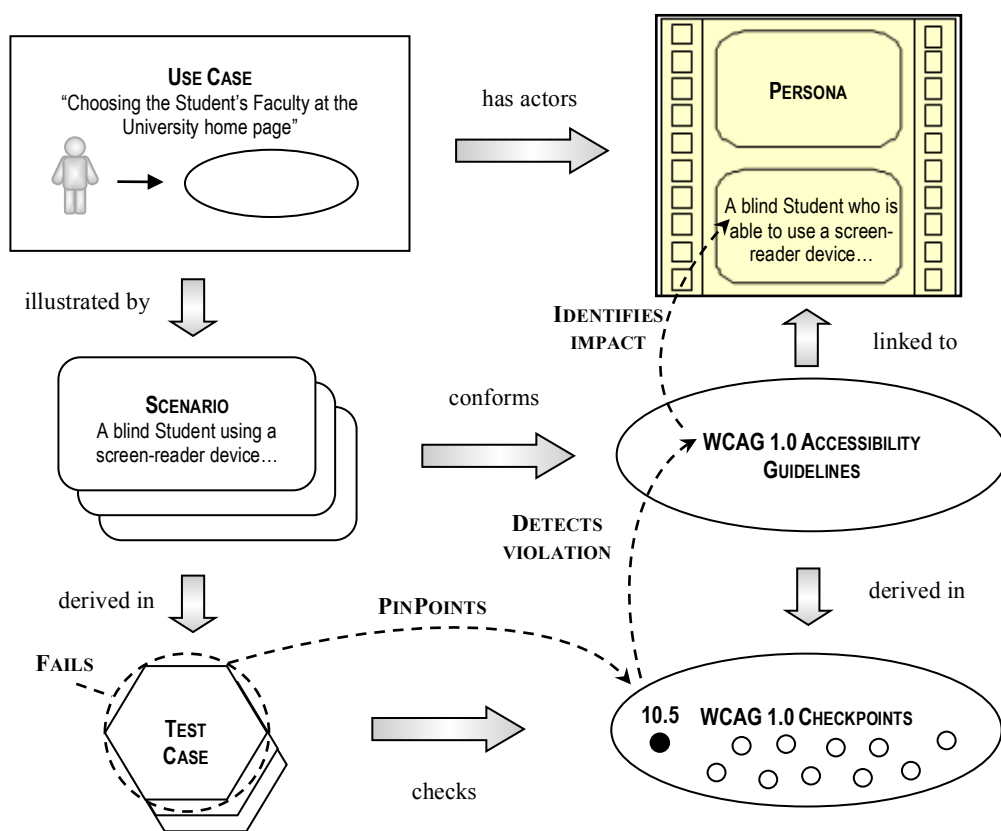 USE CASE
“Choosing the Student’s Faculty at the
University home page”
has actors
PERSONA
A blind Student who is
able to use a screen-
reader device…
illustrated by
IDENTIFIES
IMPACT
linked to
SCENARIO
A blind Student using a
screen-reader device…
conforms
WCAG 1.0 ACCESSIBILITY
GUIDELINES
DETECTS
VIOLATION
derived in
PINPOINTS
derived in
FAILS
TEST
CASE
checks
10.5 WCAG 1.0 CHECKPOINTS